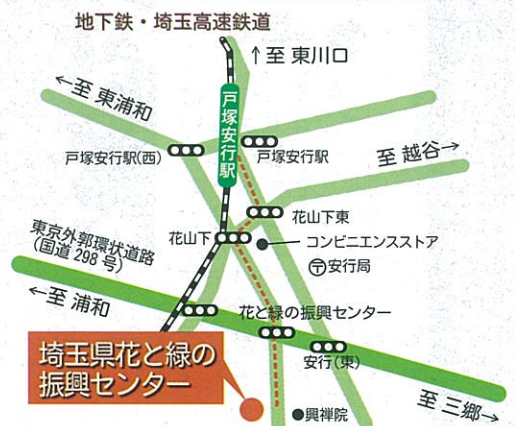 地下鉄・埼玉高速鉄道
↑至 東川口
←至 東浦和
戸塚安行駅
戸塚安行駅(西)
戸塚安行駅
至 越谷→
花山下東
花山下
コンビニエンスストア
〒安行局
東京外郭環状道路
(国道 298 号)
←至 浦和
花と緑の振興センター
安行(東)
埼玉県花と緑の
振興センター
興禅院
至 三郷→